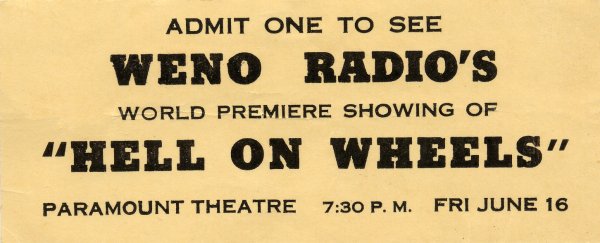 ADMIT ONE TO SEE
WENO RADIO'S
WORLD PREMIERE SHOWING OF
"HELL ON WHEELS"
PARAMOUNT THEATRE 7:30 P. M. FRI JUNE 16